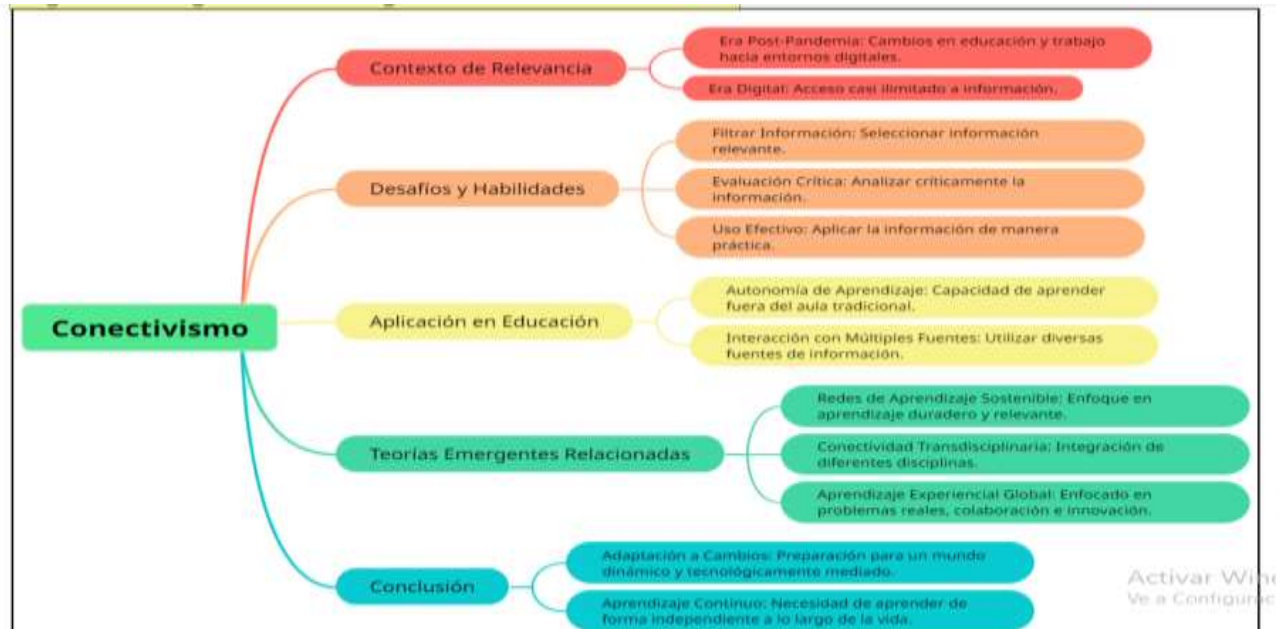 Contexto de Relevancia
Era Post-Pandemia: Cambios en educación y trabajo
hacia entornos digitales.
Era Digital: Acceso casi ilimitado a información.
Desafíos y Habilidades
Filtrar Información: Seleccionar información
relevante.
Evaluación Crítica: Analizar críticamente la
información.
Uso Efectivo: Aplicar la información de manera
práctica.
Conectivismo
Aplicación en Educación
Autonomía de Aprendizaje: Capacidad de aprender
fuera del aula tradicional.
Interacción con Múltiples Fuentes: Utilizar diversas
fuentes de información.
Teorías Emergentes Relacionadas
Redes de Aprendizaje Sostenible: Enfoque en
aprendizaje duradero y relevante.
Conectividad Transdisciplinaria: Integración de
diferentes disciplinas.
Aprendizaje Experiencial Global: Enfocado en
problemas reales, colaboración e innovación.
Conclusión
Adaptación a Cambios: Preparación para un mundo
dinámico y tecnológicamente mediado.
Aprendizaje Continuo: Necesidad de aprender de
forma independiente a lo largo de la vida.
Activar
Ve a